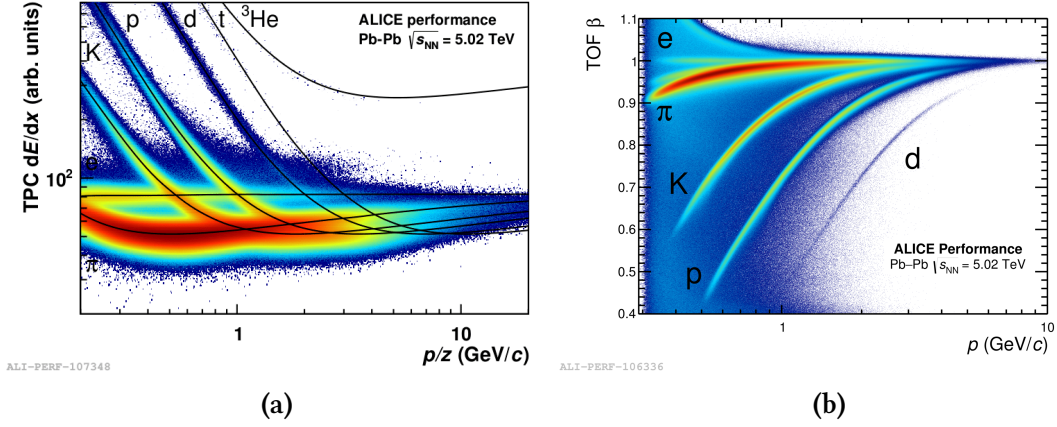 TPC dE/dx (arb. units)
K p d t ³He
ALICE performance
Pb-Pb √sNN = 5.02 TeV
e
10²
π
1 10
p/z (GeV/c)
ALI-PERF-107348
(a)
TOF β
1.1
1
0.9
0.8
0.7
0.6
0.5
0.4
e
π
K
p
d
ALICE Performance
Pb–Pb √sNN = 5.02 TeV
1 10
p (GeV/c)
ALI-PERF-106336
(b)